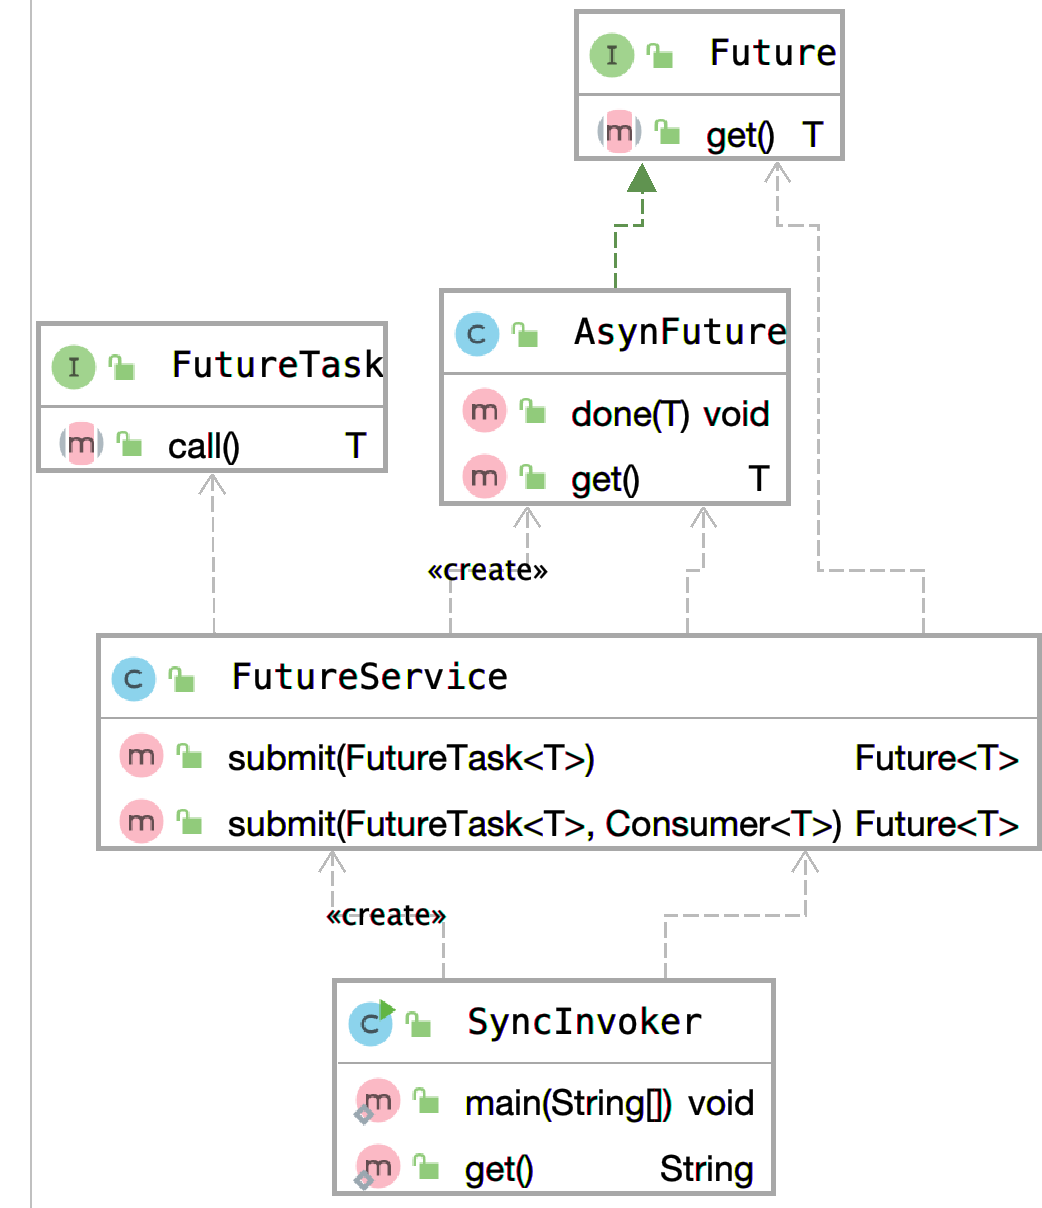 I Future
m get() T
C AsynFuture
m done(T) void
m get() T
I FutureTask
m call() T
«create»
C FutureService
m submit(FutureTask<T>) Future<T>
m submit(FutureTask<T>, Consumer<T>) Future<T>
«create»
C SyncInvoker
m main(String[]) void
m get() String